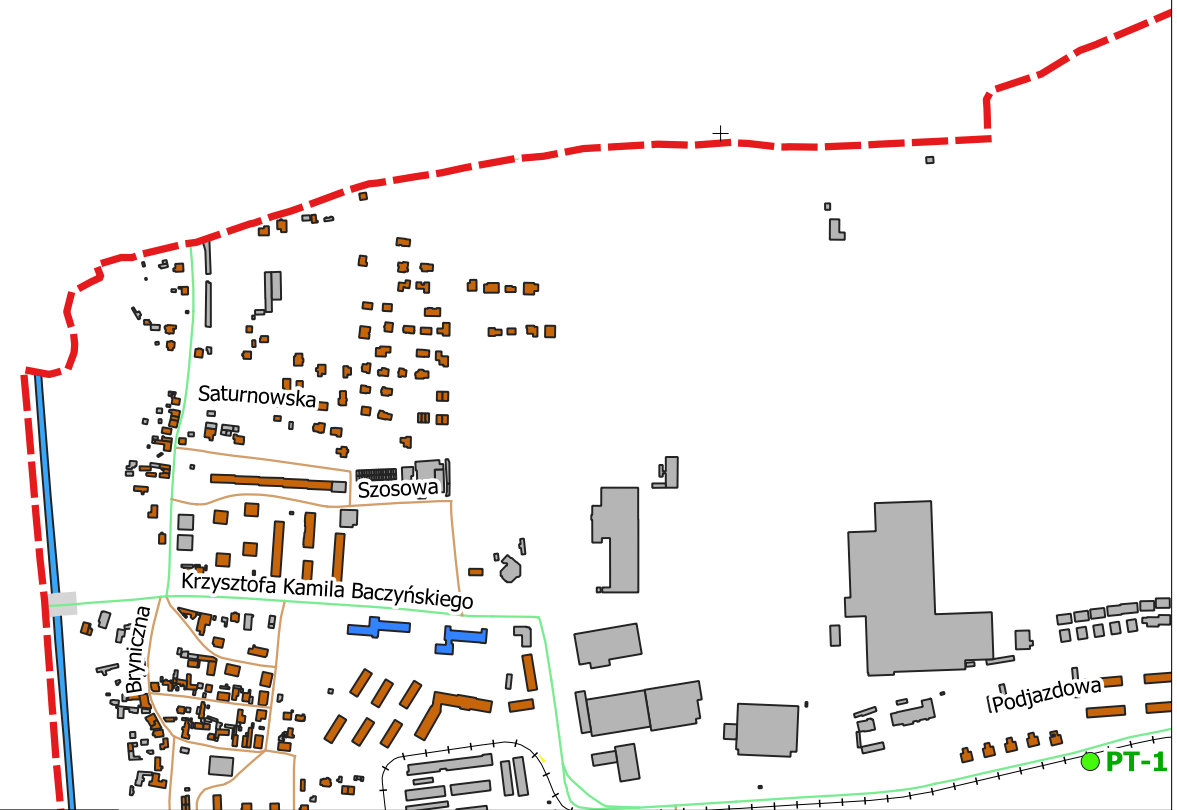 Saturnowska
Szosowa
Krzysztofa Kamila Baczyńskiego
Bryniczna
Podjazdowa
PT-1